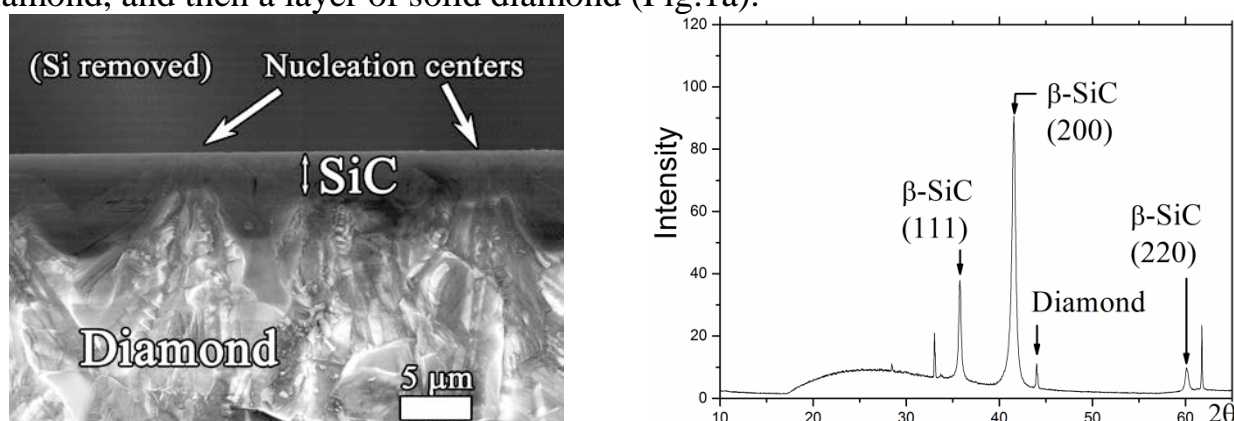 amond, and then a layer of solid diamond (Fig.1a).
(Si removed) Nucleation centers
SiC
Diamond
5 μm
Intensity
120
100
80
60
40
20
0
10
20
30
40
50
60
2θ
β-SiC
(111)
β-SiC
(200)
Diamond
β-SiC
(220)